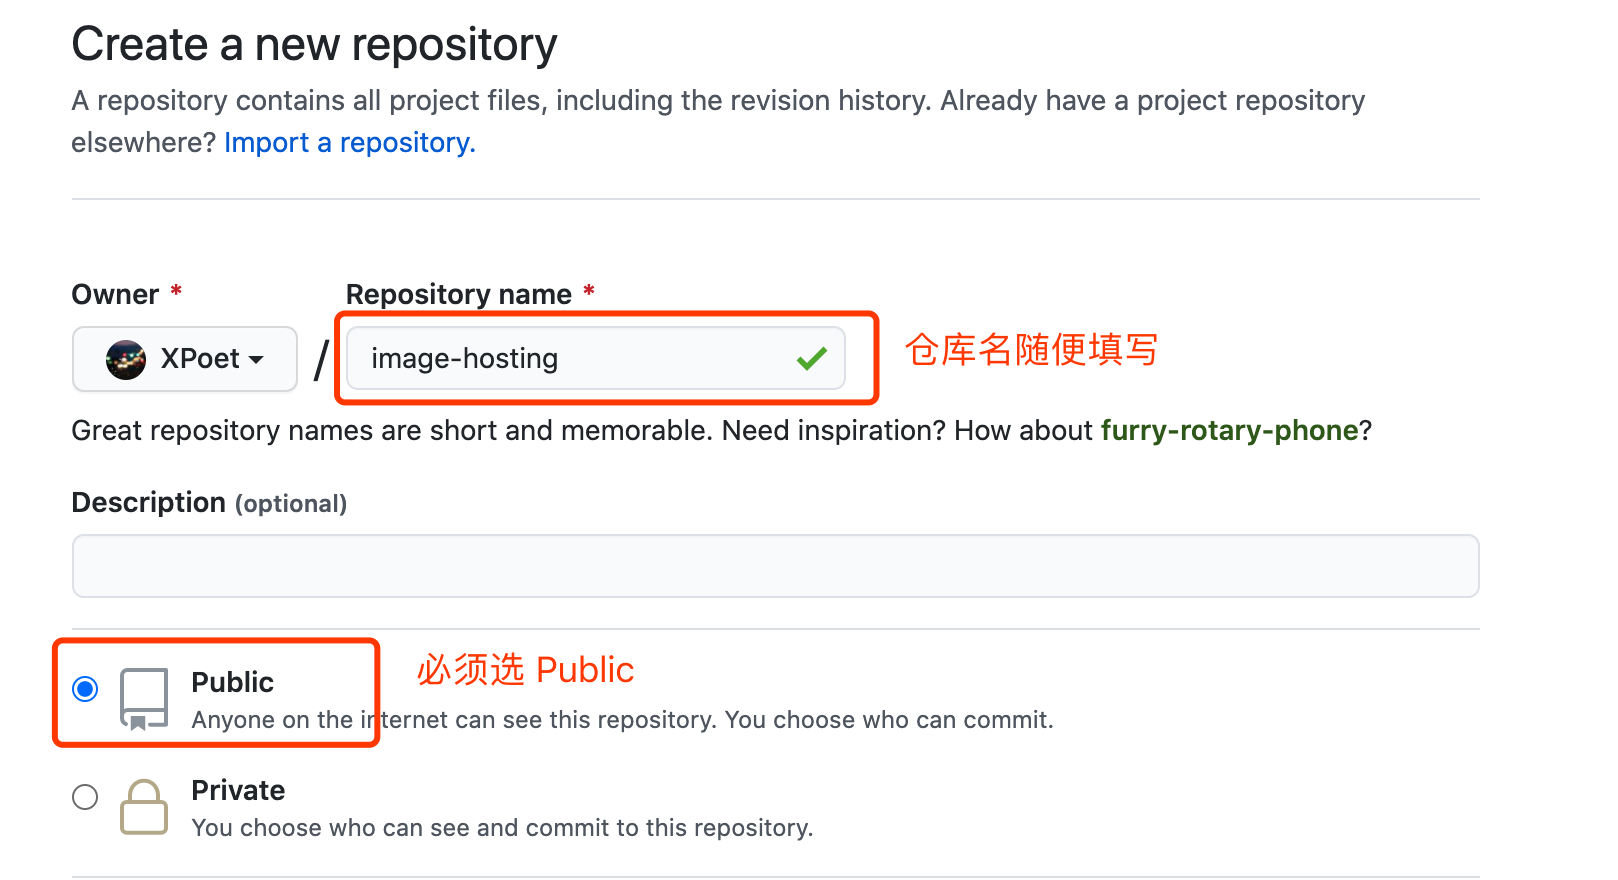 Create a new repository
A repository contains all project files, including the revision history. Already have a project repository
elsewhere? Import a repository.
Owner *
Repository name *
XPoet
/
image-hosting
仓库名随便填写
Great repository names are short and memorable. Need inspiration? How about furry-rotary-phone?
Description (optional)
Public
必须选 Public
Anyone on the internet can see this repository. You choose who can commit.
Private
You choose who can see and commit to this repository.